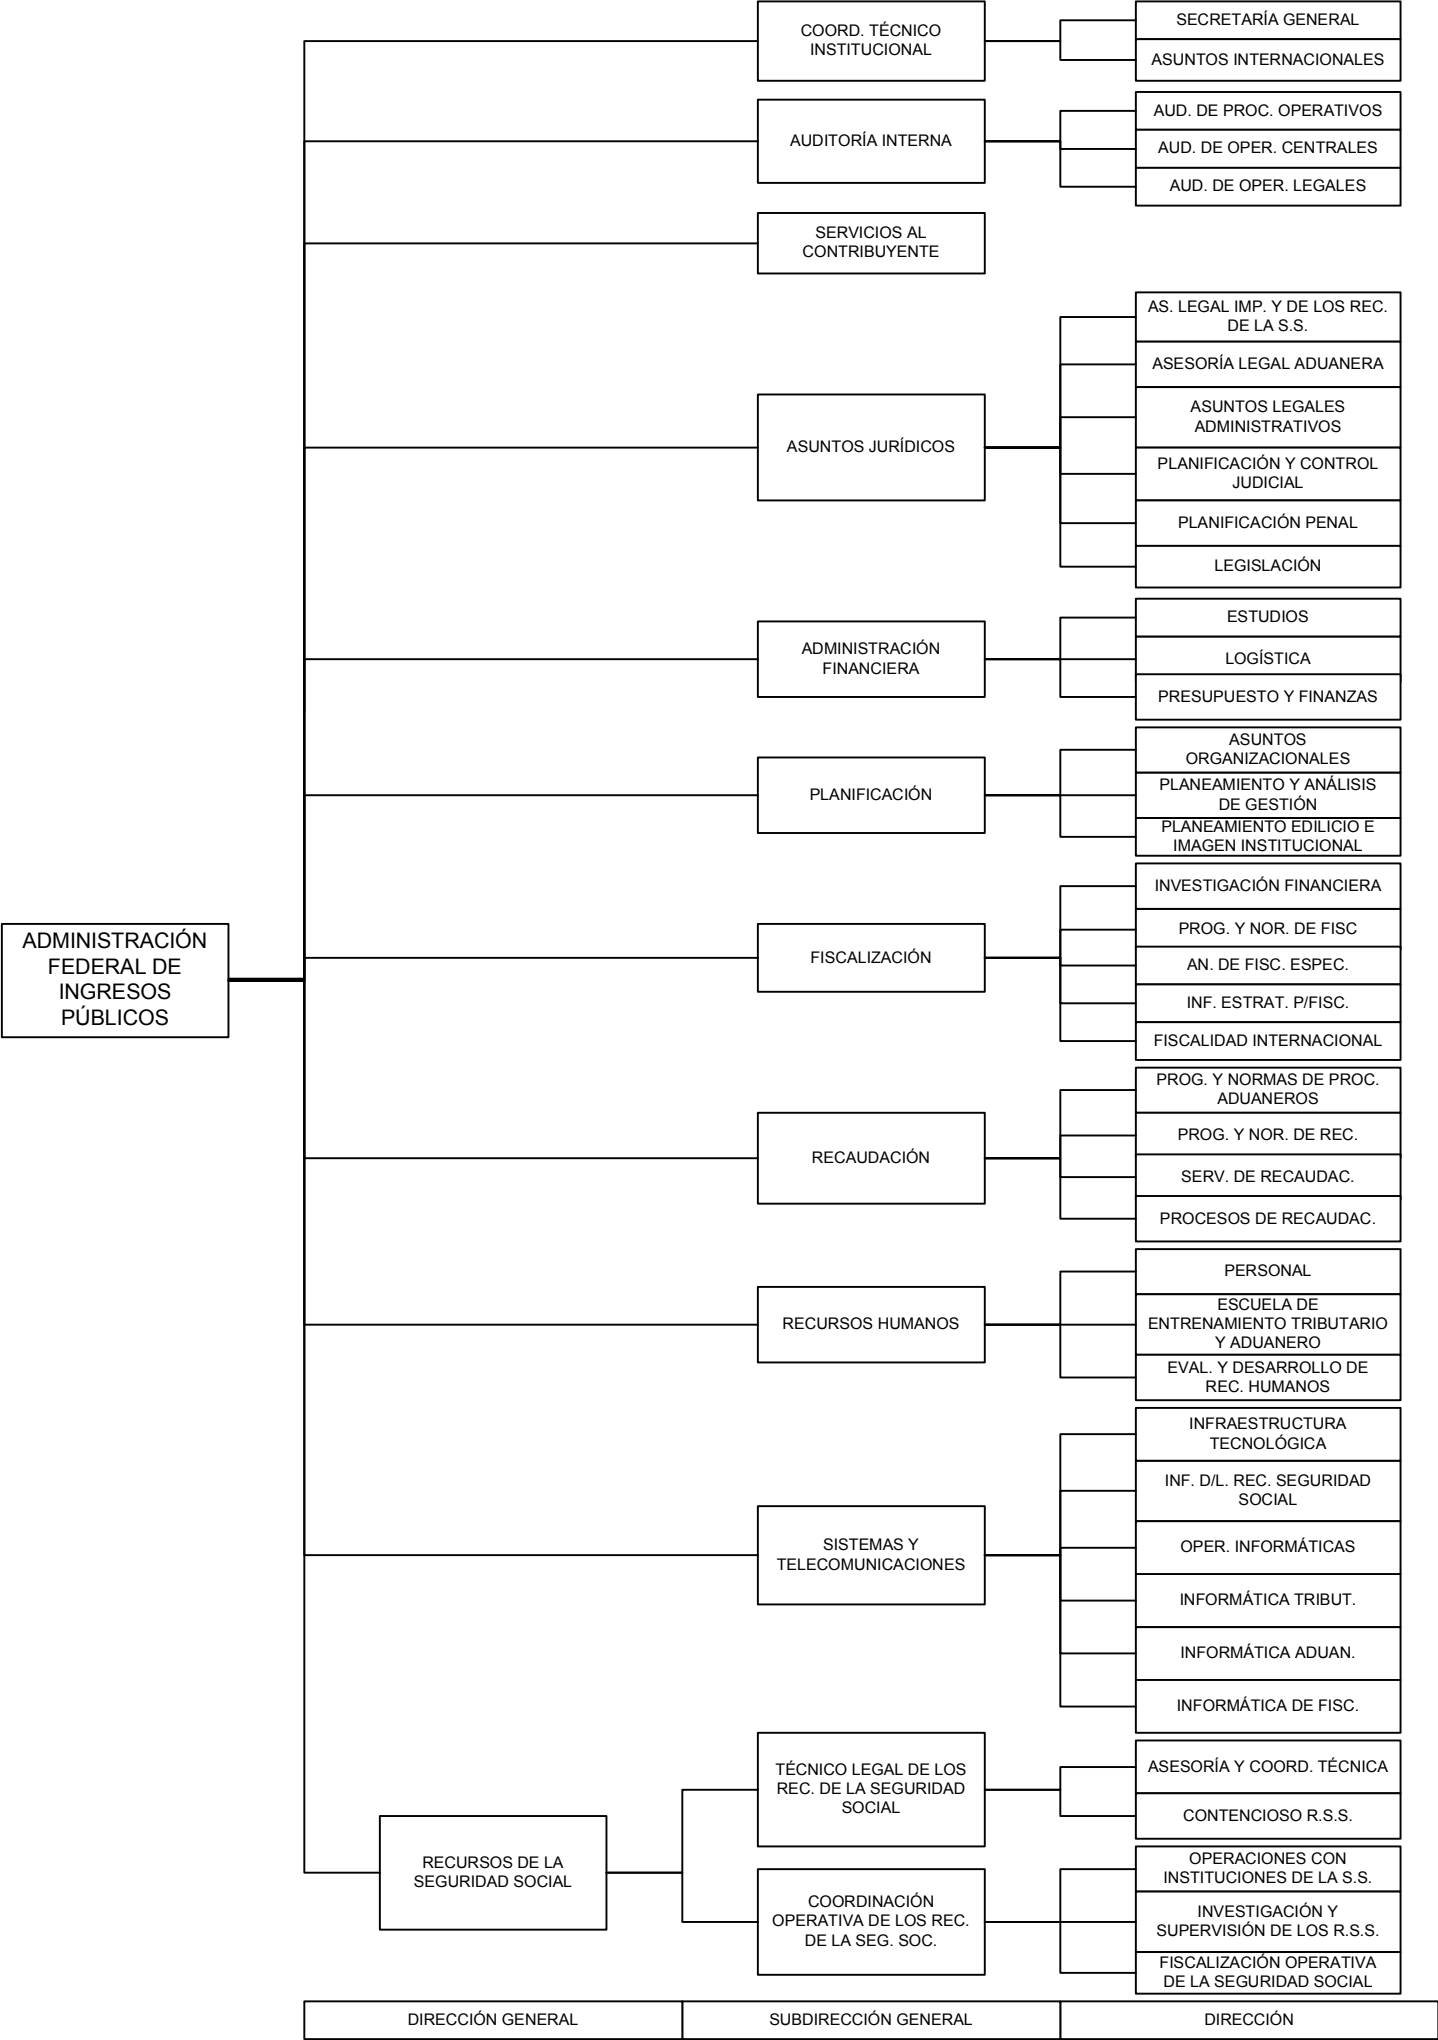 COORD. TÉCNICO
INSTITUCIONAL
SECRETARÍA GENERAL
ASUNTOS INTERNACIONALES
AUDITORÍA INTERNA
AUD. DE PROC. OPERATIVOS
AUD. DE OPER. CENTRALES
AUD. DE OPER. LEGALES
SERVICIOS AL
CONTRIBUYENTE
ASUNTOS JURÍDICOS
AS. LEGAL IMP. Y DE LOS REC.
DE LA S.S.
ASESORÍA LEGAL ADUANERA
ASUNTOS LEGALES
ADMINISTRATIVOS
PLANIFICACIÓN Y CONTROL
JUDICIAL
PLANIFICACIÓN PENAL
LEGISLACIÓN
ADMINISTRACIÓN
FINANCIERA
ESTUDIOS
LOGÍSTICA
PRESUPUESTO Y FINANZAS
PLANIFICACIÓN
ASUNTOS
ORGANIZACIONALES
PLANEAMIENTO Y ANÁLISIS
DE GESTIÓN
PLANEAMIENTO EDILICIO E
IMAGEN INSTITUCIONAL
ADMINISTRACIÓN
FEDERAL DE
INGRESOS
PÚBLICOS
FISCALIZACIÓN
INVESTIGACIÓN FINANCIERA
PROG. Y NOR. DE FISC
AN. DE FISC. ESPEC.
INF. ESTRAT. P/FISC.
FISCALIDAD INTERNACIONAL
RECAUDACIÓN
PROG. Y NORMAS DE PROC.
ADUANEROS
PROG. Y NOR. DE REC.
SERV. DE RECAUDAC.
PROCESOS DE RECAUDAC.
RECURSOS HUMANOS
PERSONAL
ESCUELA DE
ENTRENAMIENTO TRIBUTARIO
Y ADUANERO
EVAL. Y DESARROLLO DE
REC. HUMANOS
SISTEMAS Y
TELECOMUNICACIONES
INFRAESTRUCTURA
TECNOLÓGICA
INF. D/L. REC. SEGURIDAD
SOCIAL
OPER. INFORMÁTICAS
INFORMÁTICA TRIBUT.
INFORMÁTICA ADUAN.
INFORMÁTICA DE FISC.
RECURSOS DE LA
SEGURIDAD SOCIAL
TÉCNICO LEGAL DE LOS
REC. DE LA SEGURIDAD
SOCIAL
ASESORÍA Y COORD. TÉCNICA
CONTENCIOSO R.S.S.
COORDINACIÓN
OPERATIVA DE LOS REC.
DE LA SEG. SOC.
OPERACIONES CON
INSTITUCIONES DE LA S.S.
INVESTIGACIÓN Y
SUPERVISIÓN DE LOS R.S.S.
FISCALIZACIÓN OPERATIVA
DE LA SEGURIDAD SOCIAL
DIRECCIÓN GENERAL
SUBDIRECCIÓN GENERAL
DIRECCIÓN